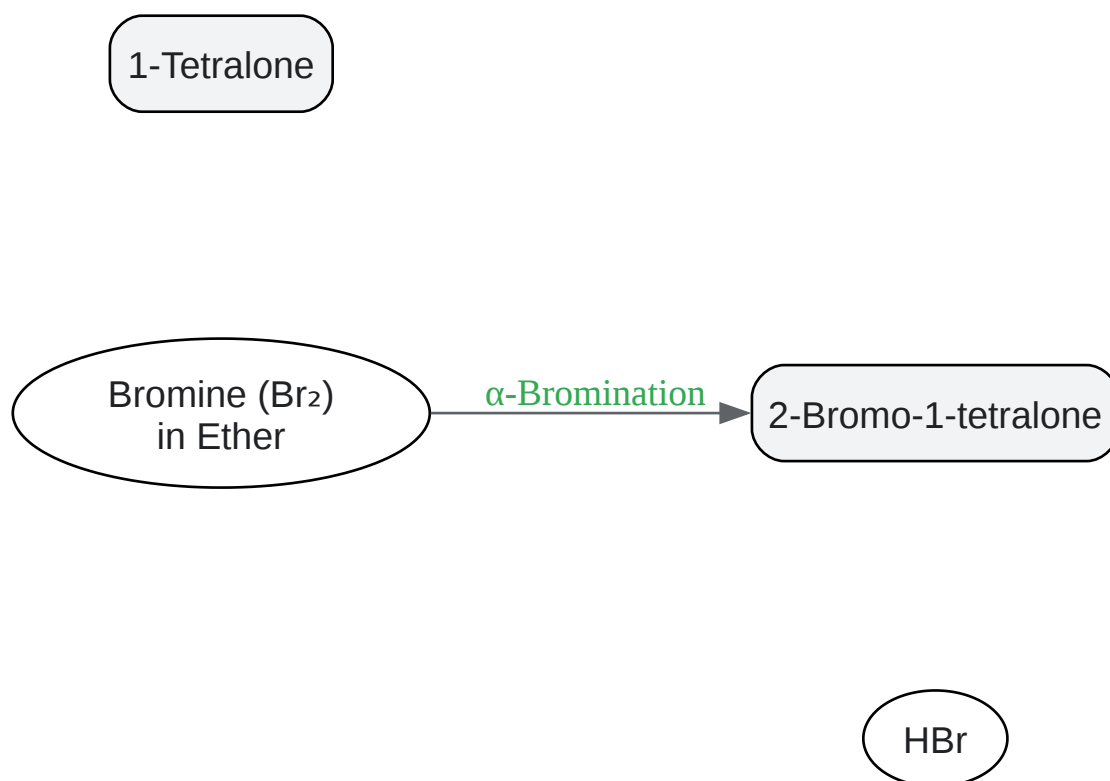 1-Tetralone
Bromine (Br₂)
in Ether
α-Bromination
2-Bromo-1-tetralone
HBr